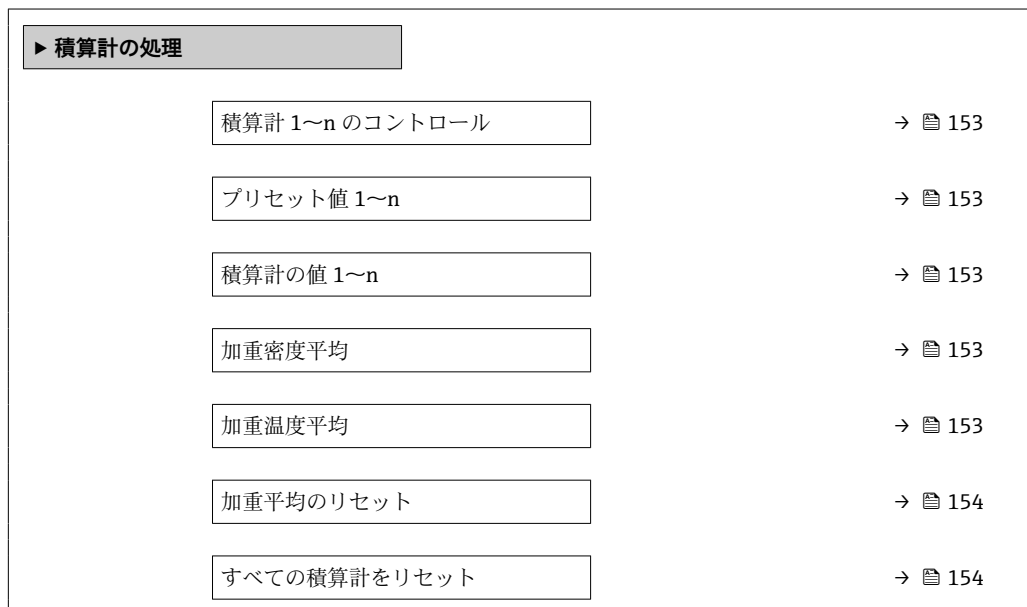 ▶ 積算計の処理
積算計 1～n のコントロール → 153
プリセット値 1～n → 153
積算計の値 1～n → 153
加重密度平均 → 153
加重温度平均 → 153
加重平均のリセット → 154
すべての積算計をリセット → 154